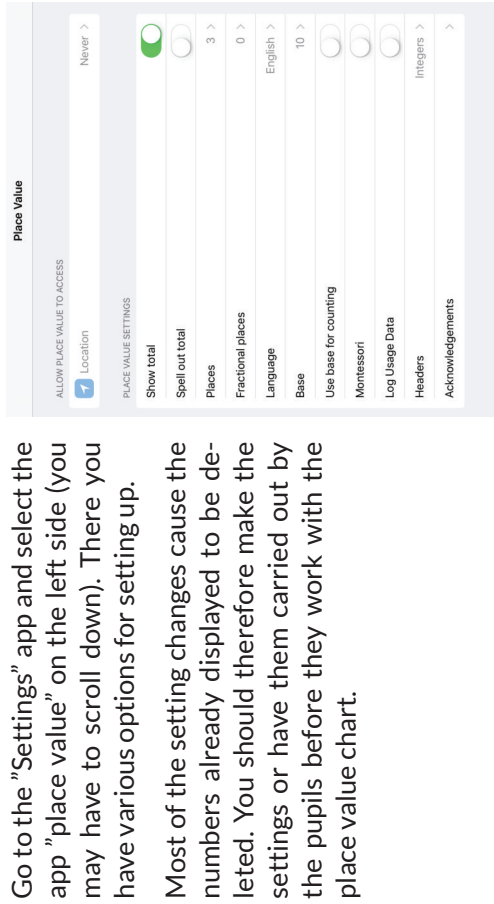 Go to the ”Settings” app and select the
app ”place value” on the left side (you
may have to scroll down). There you
have various options for setting up.
Most of the setting changes cause the
numbers already displayed to be de-
leted. You should therefore make the
settings or have them carried out by
the pupils before they work with the
place value chart.
Place Value
ALLOW PLACE VALUE TO ACCESS
Location Never >
PLACE VALUE SETTINGS
Show total
Spell out total
Places 3 >
Fractional places 0 >
Language English >
Base 10 >
Use base for counting
Montessori
Log Usage Data
Headers Integers >
Acknowledgements >